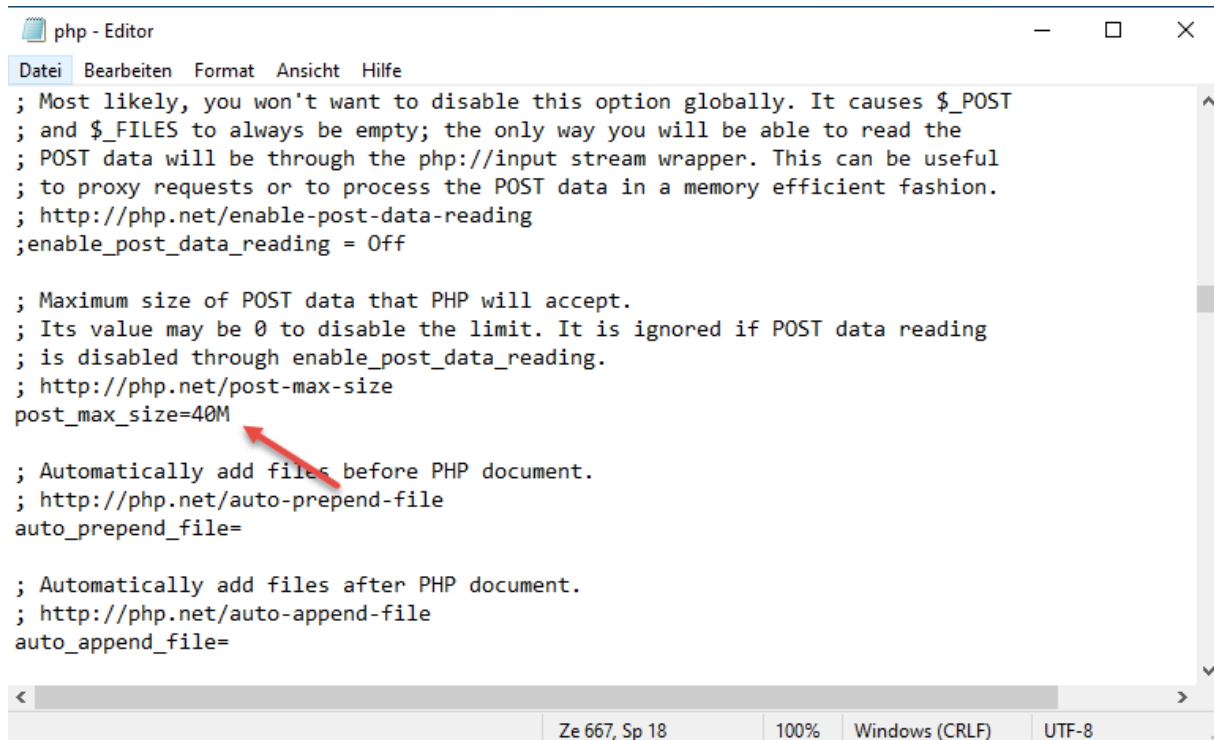 php - Editor
Datei Bearbeiten Format Ansicht Hilfe
; Most likely, you won't want to disable this option globally. It causes $_POST
; and $_FILES to always be empty; the only way you will be able to read the
; POST data will be through the php://input stream wrapper. This can be useful
; to proxy requests or to process the POST data in a memory efficient fashion.
; http://php.net/enable-post-data-reading
;enable_post_data_reading = Off
; Maximum size of POST data that PHP will accept.
; Its value may be 0 to disable the limit. It is ignored if POST data reading
; is disabled through enable_post_data_reading.
; http://php.net/post-max-size
post_max_size=40M
; Automatically add files before PHP document.
; http://php.net/auto-prepend-file
auto_prepend_file=
; Automatically add files after PHP document.
; http://php.net/auto-append-file
auto_append_file=
Ze 667, Sp 18 100% Windows (CRLF) UTF-8